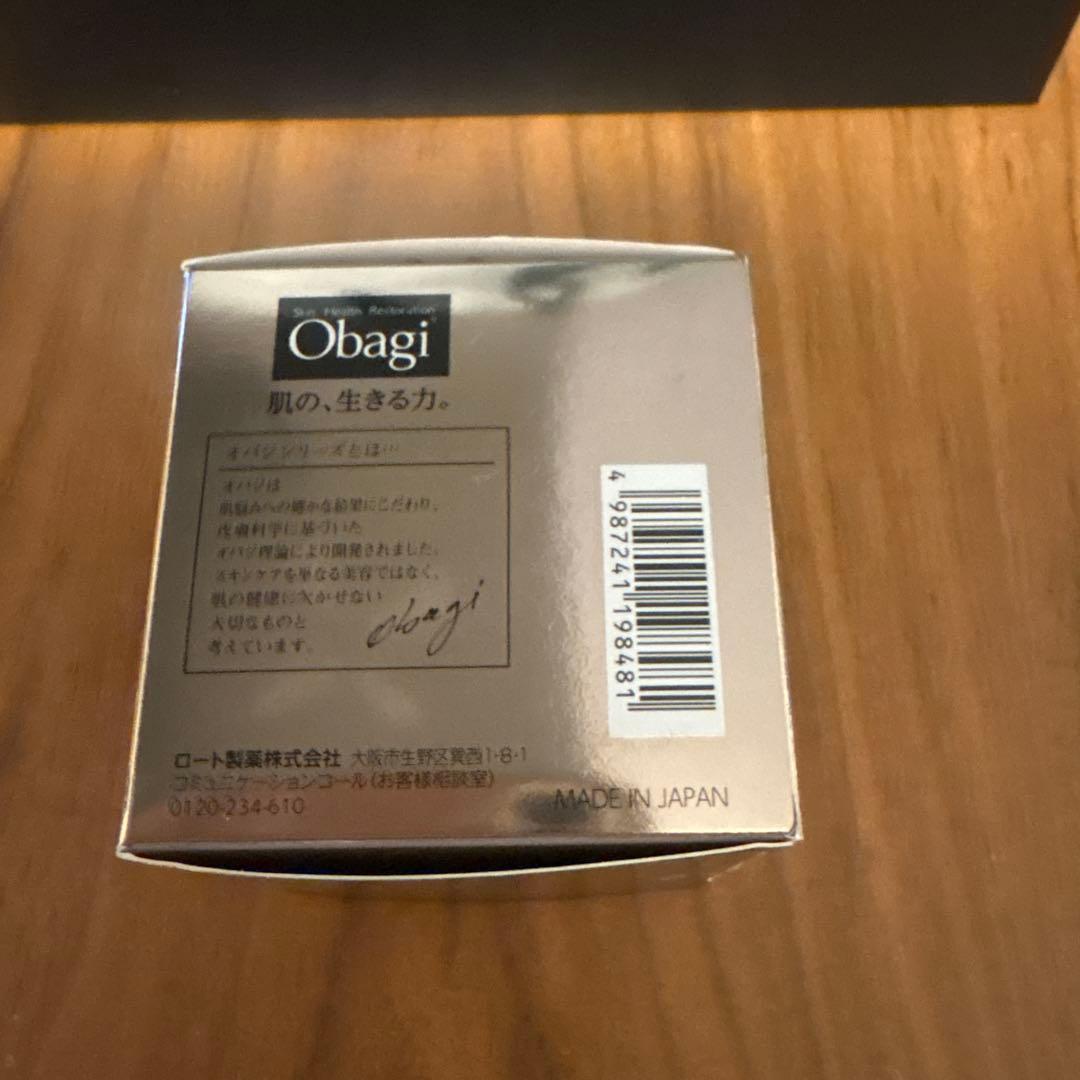 Skin Health Restoration
Obagi®
肌の、生きる力。
オバジシリーズとは…
オバジは
肌悩みへの確かな結果にこだわり、
皮膚科学に基づいた
オバジ理論により開発されました。
スキンケアを単なる美容ではなく、
肌の健康に欠かせない
大切なものと
考えています。
Obagi
4 987241 198481
ロート製薬株式会社 大阪市生野区巽西1-8-1
コミュニケーションコール(お客様相談室)
0120-234-610
MADE IN JAPAN